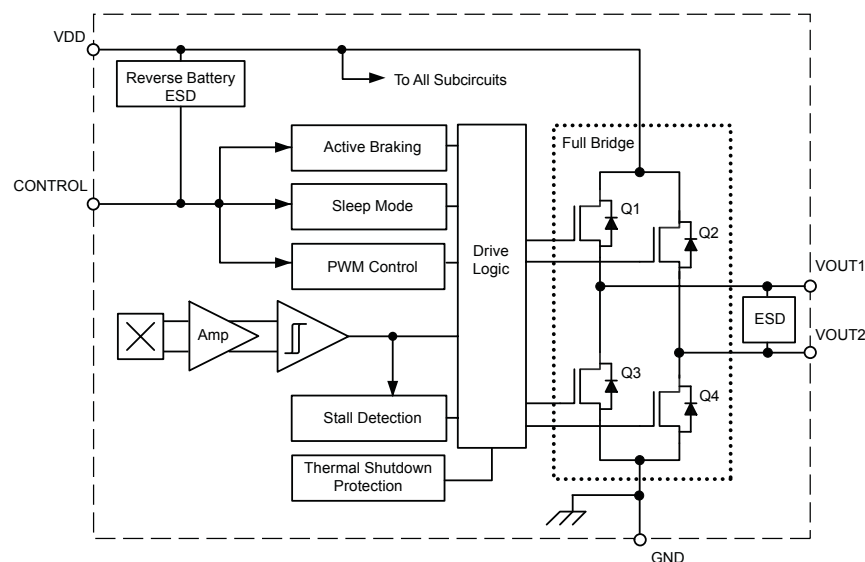 VDD
Reverse Battery
ESD
To All Subcircuits
CONTROL
Active Braking
Sleep Mode
PWM Control
Amp
Stall Detection
Thermal Shutdown
Protection
Drive
Logic
Full Bridge
Q1
Q2
Q3
Q4
VOUT1
ESD
VOUT2
GND